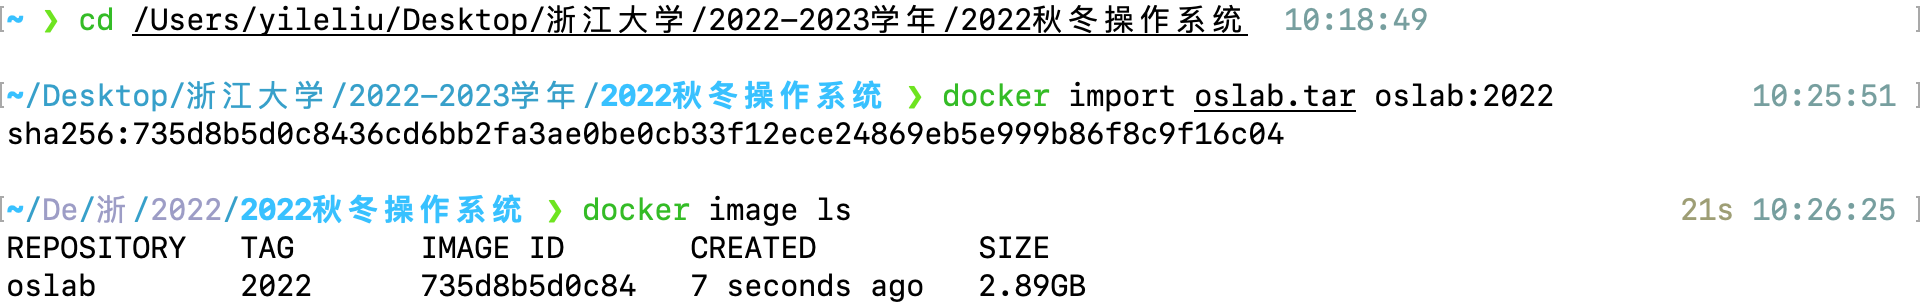 ~ ❯ cd /Users/yileliu/Desktop/浙江大学/2022-2023学年/2022秋冬操作系统 10:18:49
~/Desktop/浙江大学/2022-2023学年/2022秋冬操作系统 ❯ docker import oslab.tar oslab:2022 10:25:51
sha256:735d8b5d0c8436cd6bb2fa3ae0be0cb33f12ece24869eb5e999b86f8c9f16c04
~/De/浙/2022/2022秋冬操作系统 ❯ docker image ls 21s 10:26:25
REPOSITORY TAG IMAGE ID CREATED SIZE
oslab 2022 735d8b5d0c84 7 seconds ago 2.89GB